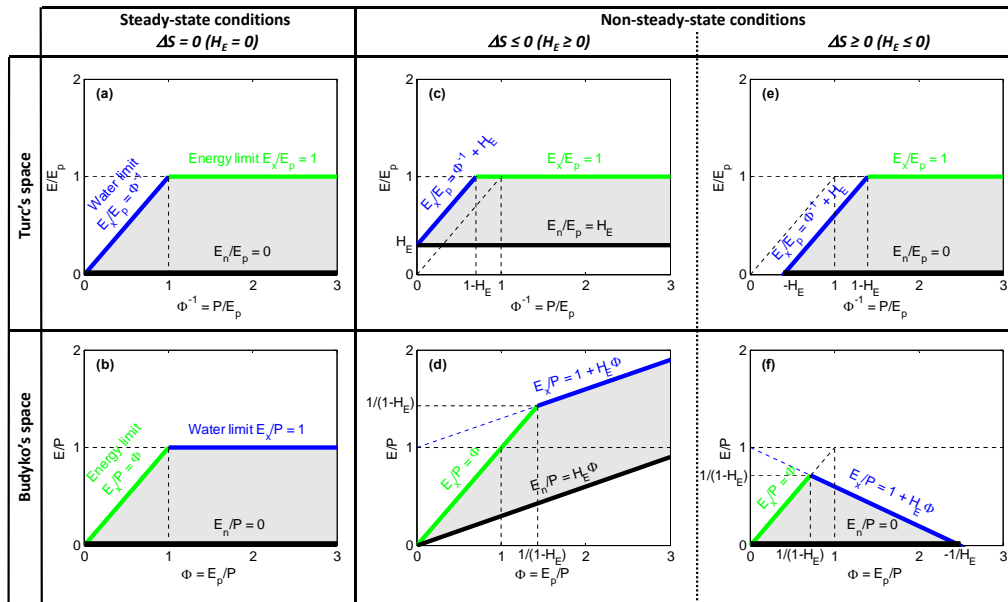 Steady-state conditions
ΔS = 0 (H_E = 0)
Non-steady-state conditions
ΔS ≤ 0 (H_E ≥ 0)
ΔS ≥ 0 (H_E ≤ 0)
Turc's space
(a)
2
1
0
E/E_p
Water limit
E_x/E_p = Φ^-1
Energy limit E_x/E_p = 1
E_n/E_p = 0
0 1 2 3
Φ^-1 = P/E_p
(c)
2
1
H_E
0
E/E_p
E_x/E_p = Φ^-1 + H_E
E_x/E_p = 1
E_n/E_p = H_E
0 1-H_E 1 2 3
Φ^-1 = P/E_p
(e)
2
1
0
E/E_p
E_x/E_p = Φ^-1 + H_E
E_x/E_p = 1
E_n/E_p = 0
0 -H_E 1 1-H_E 2 3
Φ^-1 = P/E_p
Budyko's space
(b)
2
1
0
E/P
Energy limit
E_x/P = Φ
Water limit E_x/P = 1
E_n/P = 0
0 1 2 3
Φ = E_p/P
(d)
2
1/(1-H_E)
1
0
E/P
E_x/P = Φ
E_x/P = 1 + H_EΦ
E_n/P = H_EΦ
0 1 1/(1-H_E) 2 3
Φ = E_p/P
(f)
2
1
1/(1-H_E)
0
E/P
E_x/P = Φ
E_x/P = 1 + H_EΦ
E_n/P = 0
0 1/(1-H_E) 1 2 -1/H_E 3
Φ = E_p/P